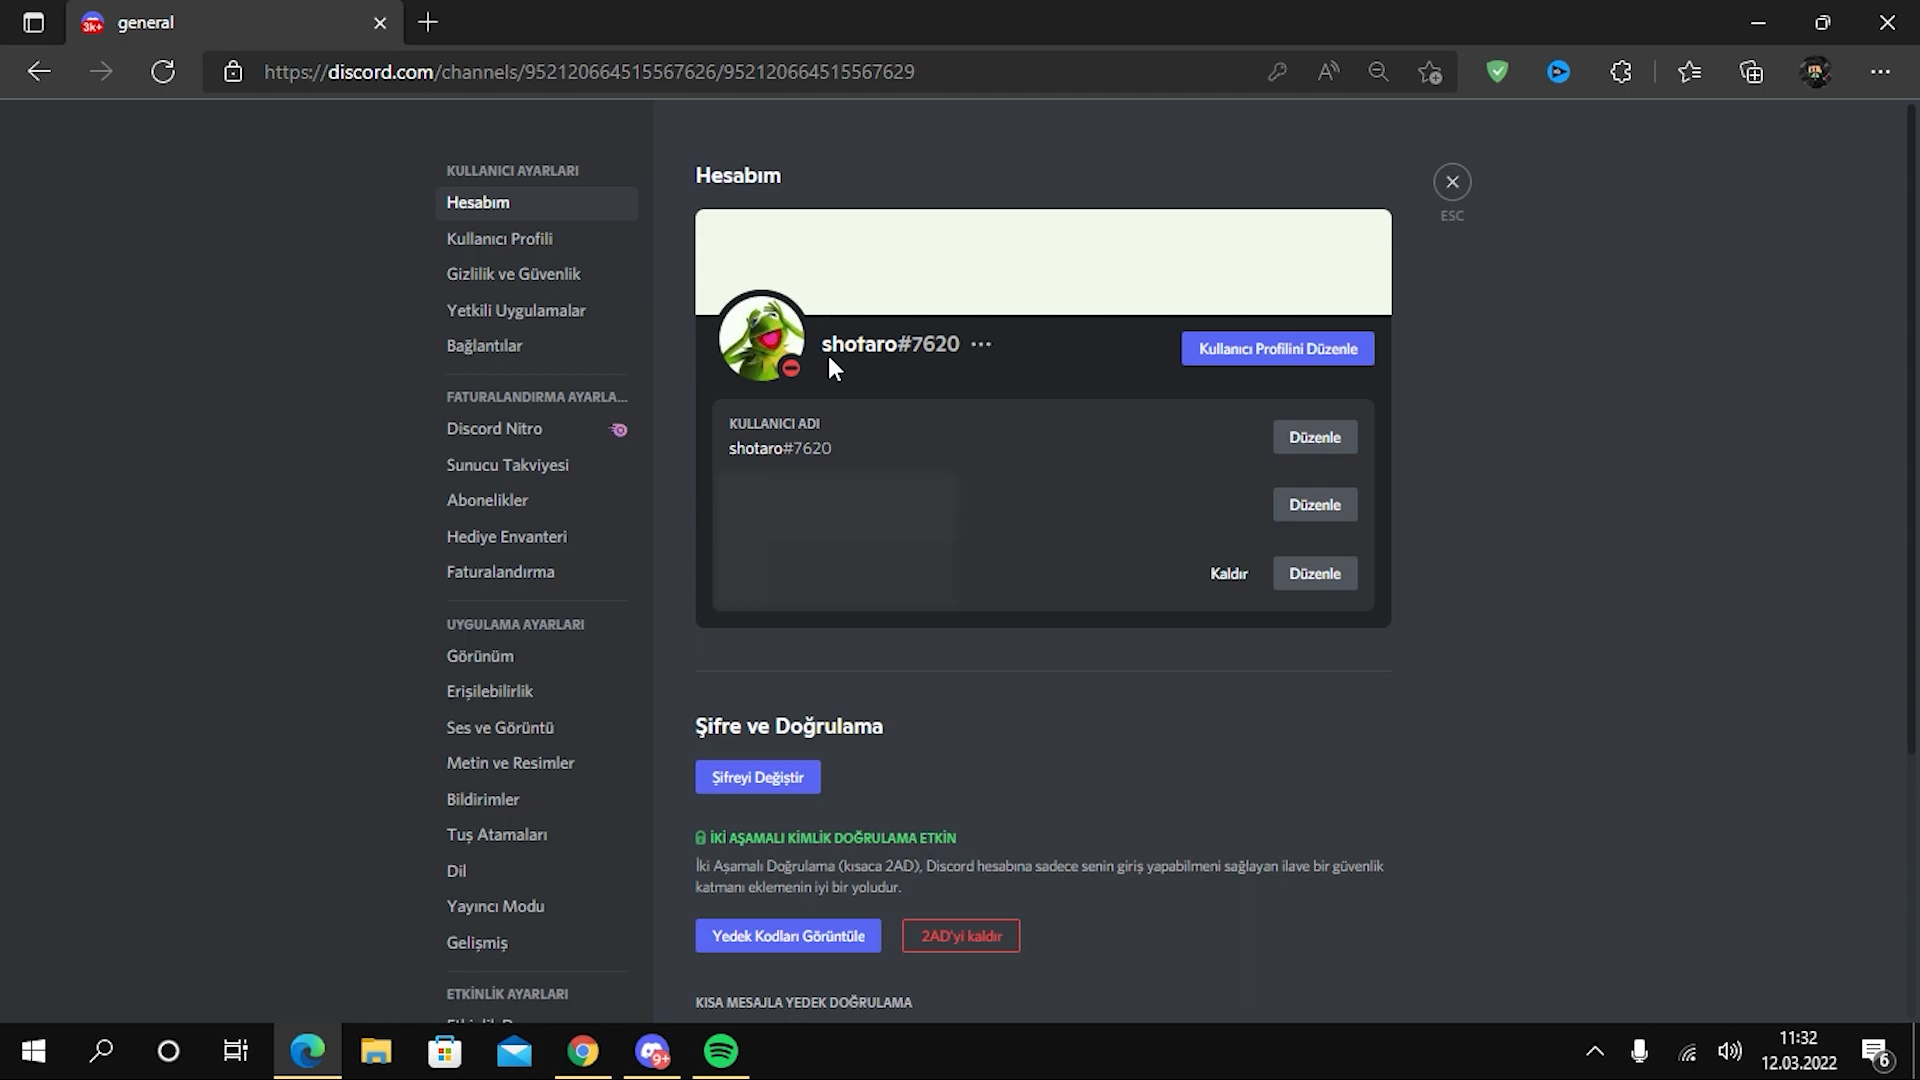 3k+
general
https://discord.com/channels/952120664515567626/952120664515567629
KULLANICI AYARLARI
Hesabım
Kullanıcı Profili
Gizlilik ve Güvenlik
Yetkili Uygulamalar
Bağlantılar
FATURALANDIRMA AYARLA...
Discord Nitro
Sunucu Takviyesi
Abonelikler
Hediye Envanteri
Faturalandırma
UYGULAMA AYARLARI
Görünüm
Erişilebilirlik
Ses ve Görüntü
Metin ve Resimler
Bildirimler
Tuş Atamaları
Dil
Yayıncı Modu
Gelişmiş
ETKİNLİK AYARLARI
Hesabım
ESC
shotaro#7620
Kullanıcı Profilini Düzenle
KULLANICI ADI
shotaro#7620
Düzenle
Düzenle
Kaldır
Düzenle
Şifre ve Doğrulama
Şifreyi Değiştir
İKİ AŞAMALI KİMLİK DOĞRULAMA ETKİN
İki Aşamalı Doğrulama (kısaca 2AD), Discord hesabına sadece senin giriş yapabilmeni sağlayan ilave bir güvenlik
katmanı eklemenin iyi bir yoludur.
Yedek Kodları Görüntüle
2AD'yi kaldır
KISA MESAJLA YEDEK DOĞRULAMA
9+
11:32
12.03.2022
6